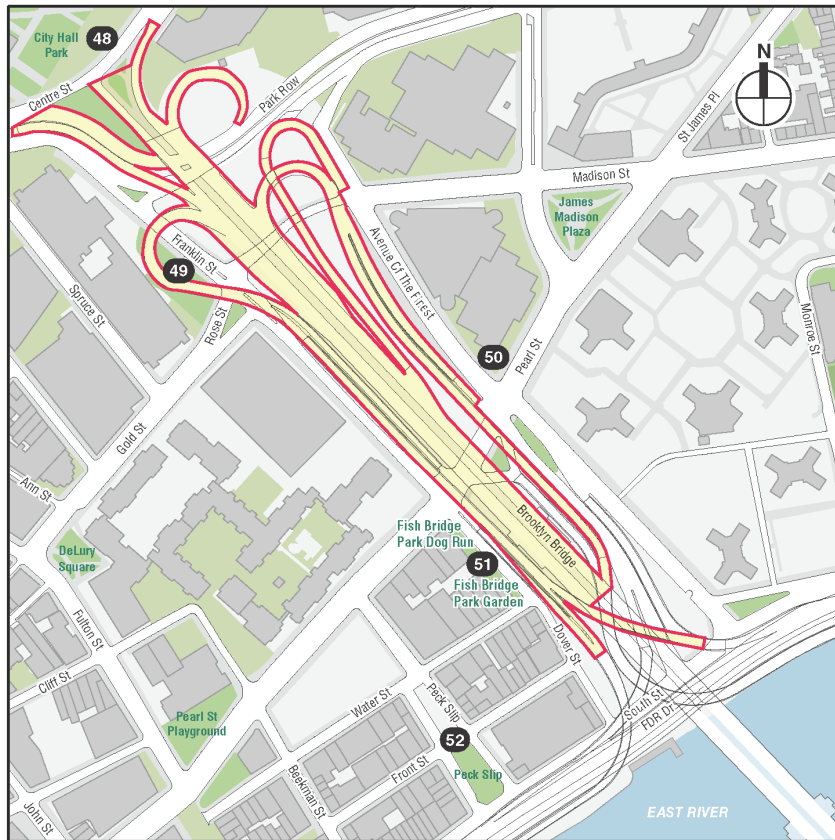 City Hall
Park
48
Centre St
Park Row
N
St James Pl
Madison St
James
Madison
Plaza
Franklin St
49
Avenue Of The Firest
Spruce St
Rose St
Monroe St
50
Pearl St
Gold St
Ann St
Brooklyn Bridge
Fish Bridge
Park Dog Run
51
Fish Bridge
Park Garden
DeLury
Square
Fulton St
Dover St
Cliff St
Water St
Peck Slip
South St
FDR Dr
Pearl St
Playground
52
Front St
Peck Slip
Beekman St
John St
EAST RIVER